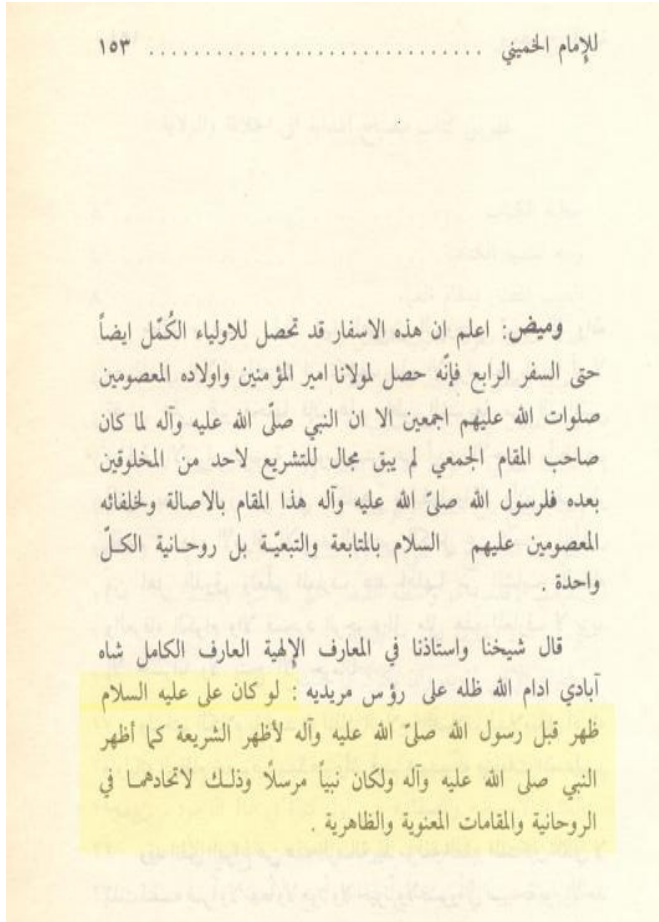 للإمام الخميني .............................. ١٥٣
وميض: اعلم ان هذه الاسفار قد تحصل للاولياء الكُمّل ايضاً
حتى السفر الرابع فإنّه حصل لمولانا امير المؤمنين واولاده المعصومين
صلوات الله عليهم اجمعين الا ان النبي صلّى الله عليه وآله لما كان
صاحب المقام الجمعي لم يبق مجال للتشريع لاحد من المخلوقين
بعده فلرسول الله صلىّ الله عليه وآله هذا المقام بالاصالة ولخلفائه
المعصومين عليهم السلام بالمتابعة والتبعيّة بل روحانية الكلّ
واحدة .
قال شيخنا واستاذنا في المعارف الإلهية العارف الكامل شاه
آبادي ادام الله ظله على رؤس مريديه : لو كان علي عليه السلام
ظهر قبل رسول الله صلىّ الله عليه وآله لأظهر الشريعة كما أظهر
النبي صلى الله عليه وآله ولكان نبياً مرسلًا وذلك لاتحادهما في
الروحانية والمقامات المعنوية والظاهرية .